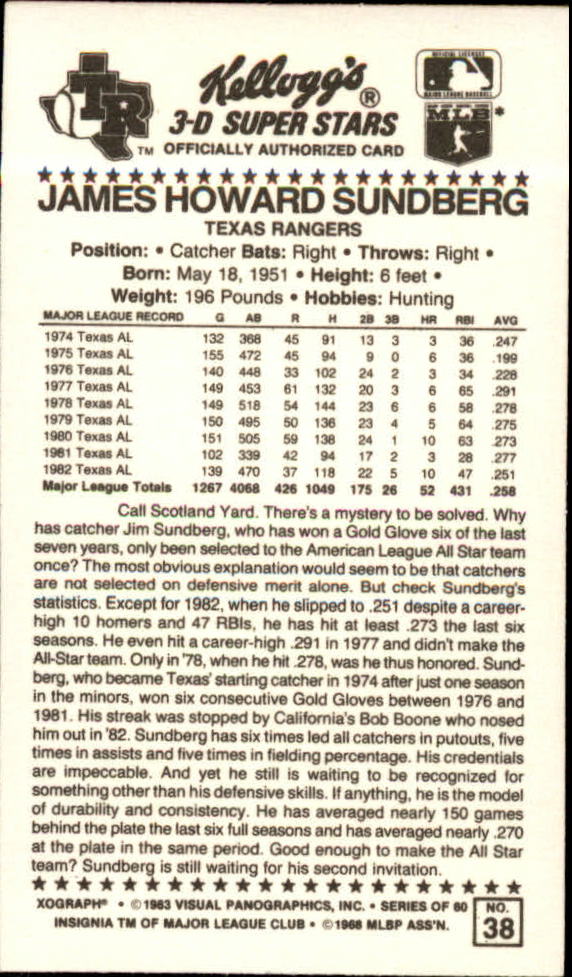 TR
TM
Kellogg's®
3-D SUPER STARS
OFFICIALLY AUTHORIZED CARD
OFFICIAL LICENSEE
MAJOR LEAGUE BASEBALL
MLB*
JAMES HOWARD SUNDBERG
TEXAS RANGERS
Position: • Catcher Bats: Right • Throws: Right •
Born: May 18, 1951 • Height: 6 feet •
Weight: 196 Pounds • Hobbies: Hunting
MAJOR LEAGUE RECORD G AB R H 2B 3B HR RBI AVG
1974 Texas AL 132 368 45 91 13 3 3 36 .247
1975 Texas AL 155 472 45 94 9 0 6 36 .199
1976 Texas AL 140 448 33 102 24 2 3 34 .228
1977 Texas AL 149 453 61 132 20 3 6 65 .291
1978 Texas AL 149 518 54 144 23 6 6 58 .278
1979 Texas AL 150 495 50 136 23 4 5 64 .275
1980 Texas AL 151 505 59 138 24 1 10 63 .273
1981 Texas AL 102 339 42 94 17 2 3 28 .277
1982 Texas AL 139 470 37 118 22 5 10 47 .251
Major League Totals 1267 4068 426 1049 175 26 52 431 .258
Call Scotland Yard. There's a mystery to be solved. Why
has catcher Jim Sundberg, who has won a Gold Glove six of the last
seven years, only been selected to the American League All Star team
once? The most obvious explanation would seem to be that catchers
are not selected on defensive merit alone. But check Sundberg's
statistics. Except for 1982, when he slipped to .251 despite a career-
high 10 homers and 47 RBIs, he has hit at least .273 the last six
seasons. He even hit a career-high .291 in 1977 and didn't make the
All-Star team. Only in '78, when he hit .278, was he thus honored. Sund-
berg, who became Texas' starting catcher in 1974 after just one season
in the minors, won six consecutive Gold Gloves between 1976 and
1981. His streak was stopped by California's Bob Boone who nosed
him out in '82. Sundberg has six times led all catchers in putouts, five
times in assists and five times in fielding percentage. His credentials
are impeccable. And yet he still is waiting to be recognized for
something other than his defensive skills. If anything, he is the model
of durability and consistency. He has averaged nearly 150 games
behind the plate the last six full seasons and has averaged nearly .270
at the plate in the same period. Good enough to make the All Star
team? Sundberg is still waiting for his second invitation.
XOGRAPH® • ©1983 VISUAL PANOGRAPHICS, INC. • SERIES OF 60
INSIGNIA TM OF MAJOR LEAGUE CLUB • ©1968 MLBP ASS'N.
NO.
38